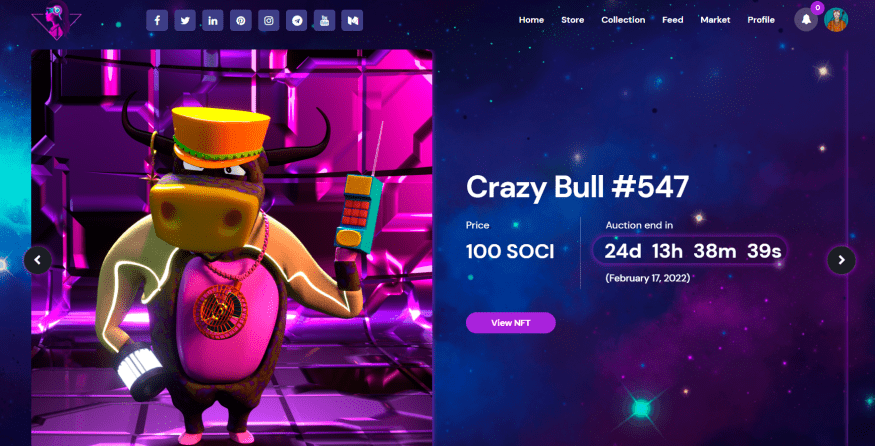 0
Home Store Collection Feed Market Profile
Crazy Bull #547
Price
100 SOCI
Auction end in
24d 13h 38m 39s
(February 17, 2022)
View NFT